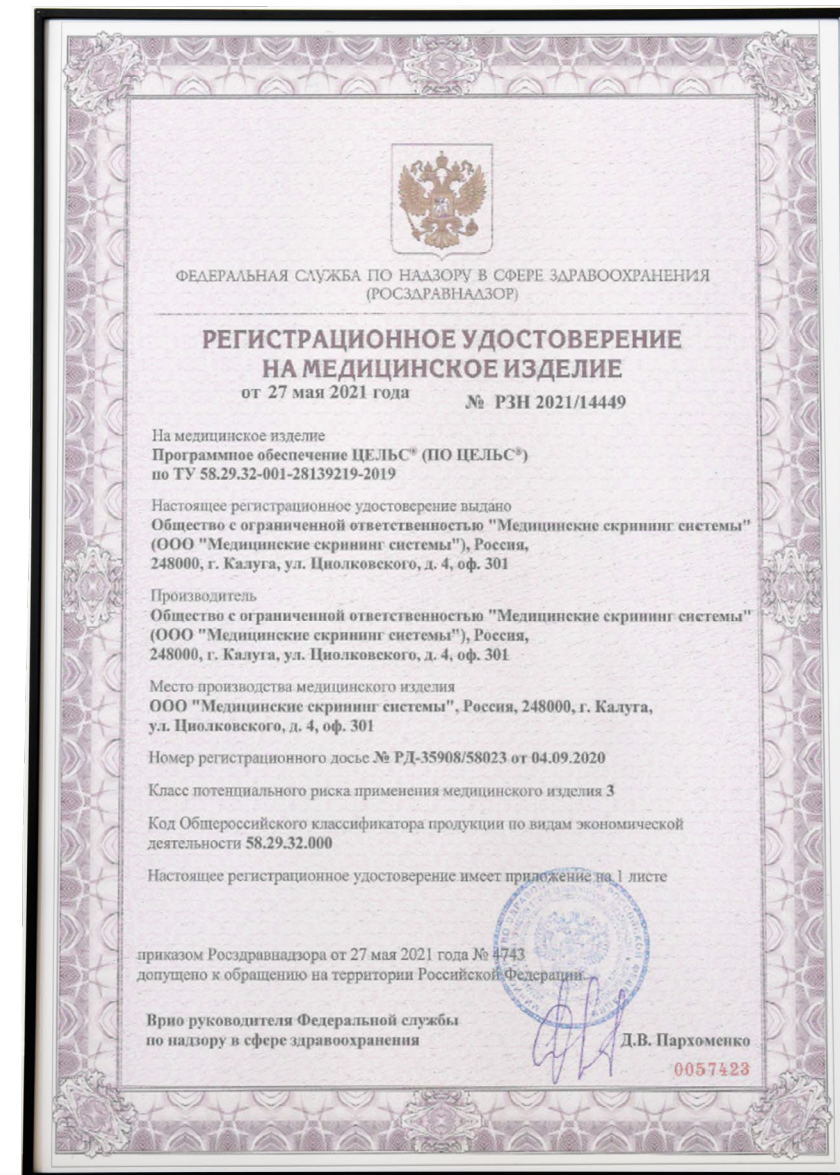 ФЕДЕРАЛЬНАЯ СЛУЖБА ПО НАДЗОРУ В СФЕРЕ ЗДРАВООХРАНЕНИЯ
(РОСЗДРАВНАДЗОР)
РЕГИСТРАЦИОННОЕ УДОСТОВЕРЕНИЕ
НА МЕДИЦИНСКОЕ ИЗДЕЛИЕ
от 27 мая 2021 года № РЗН 2021/14449
На медицинское изделие
Программное обеспечение ЦЕЛЬС® (ПО ЦЕЛЬС®)
по ТУ 58.29.32-001-28139219-2019
Настоящее регистрационное удостоверение выдано
Общество с ограниченной ответственностью "Медицинские скрининг системы"
(ООО "Медицинские скрининг системы"), Россия,
248000, г. Калуга, ул. Циолковского, д. 4, оф. 301
Производитель
Общество с ограниченной ответственностью "Медицинские скрининг системы"
(ООО "Медицинские скрининг системы"), Россия,
248000, г. Калуга, ул. Циолковского, д. 4, оф. 301
Место производства медицинского изделия
ООО "Медицинские скрининг системы", Россия, 248000, г. Калуга,
ул. Циолковского, д. 4, оф. 301
Номер регистрационного досье № РД-35908/58023 от 04.09.2020
Класс потенциального риска применения медицинского изделия 3
Код Общероссийского классификатора продукции по видам экономической
деятельности 58.29.32.000
Настоящее регистрационное удостоверение имеет приложение на 1 листе
приказом Росздравнадзора от 27 мая 2021 года № 4743
допущено к обращению на территории Российской Федерации.
Врио руководителя Федеральной службы
по надзору в сфере здравоохранения
Д.В. Пархоменко
0057423